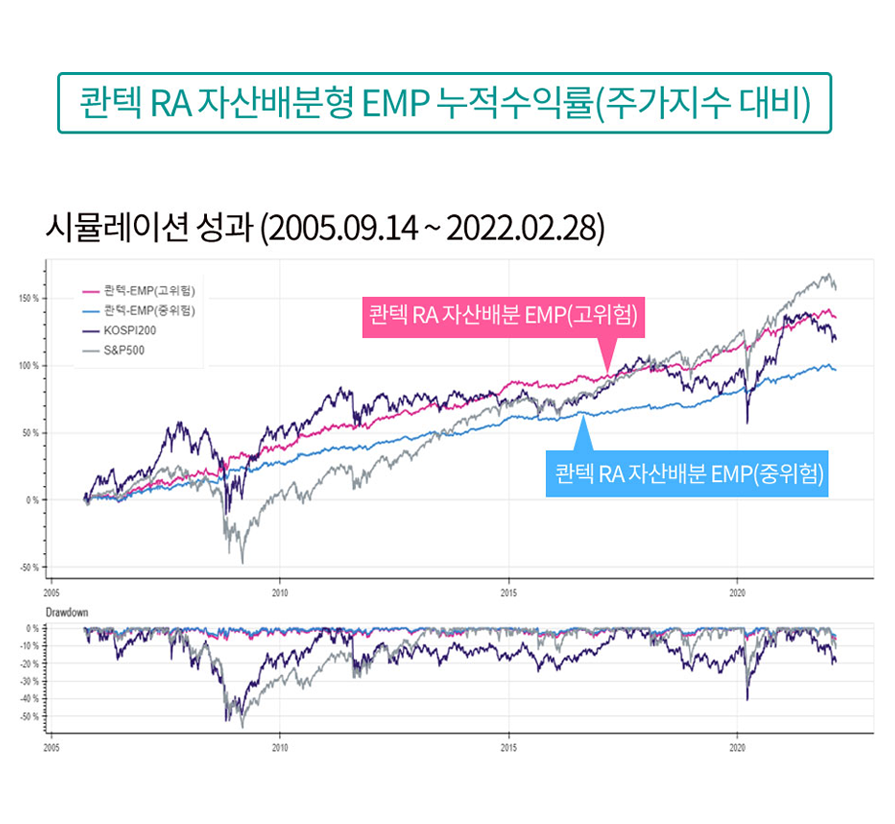 콴텍 RA 자산배분형 EMP 누적수익률(주가지수 대비)
시뮬레이션 성과 (2005.09.14 ~ 2022.02.28)
콴텍-EMP(고위험)
콴텍-EMP(중위험)
KOSPI200
S&P500
콴텍 RA 자산배분 EMP(고위험)
콴텍 RA 자산배분 EMP(중위험)
150 %
100 %
50 %
0 %
-50 %
2005 2010 2015 2020
Drawdown
0 %
-10 %
-20 %
-30 %
-40 %
-50 %
2005 2010 2015 2020